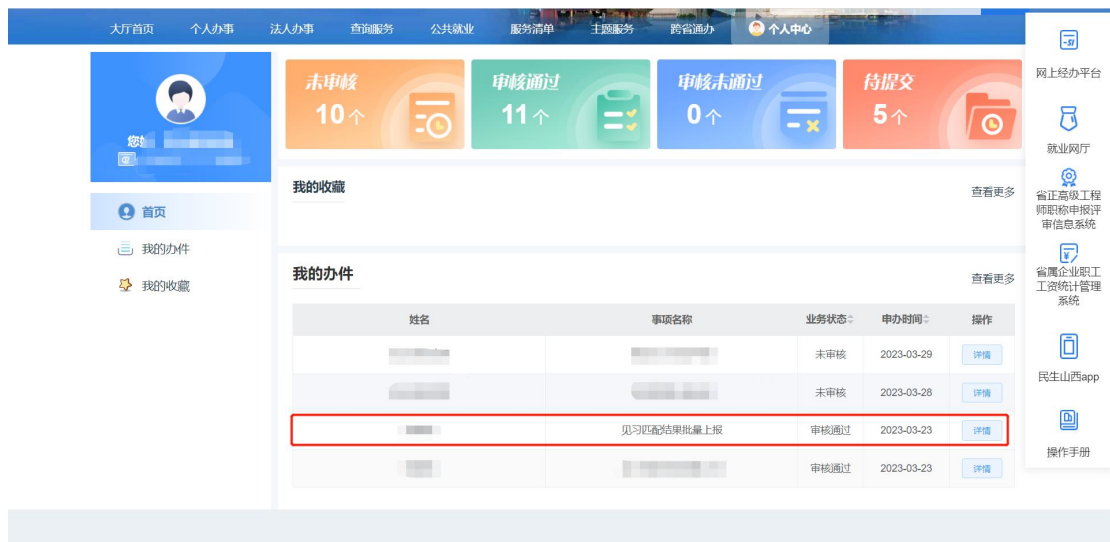 大厅首页 个人办事 法人办事 查询服务 公共就业 服务清单 主题服务 跨省通办 个人中心
未审核
10个
审核通过
11个
审核未通过
0个
待提交
5个
您好
我的收藏 查看更多
首页
我的办件
我的收藏
我的办件 查看更多
姓名 事项名称 业务状态 申办时间 操作
未审核 2023-03-29 详情
未审核 2023-03-28 详情
见习匹配结果批量上报 审核通过 2023-03-23 详情
审核通过 2023-03-23 详情
网上经办平台
就业网厅
省正高级工程
师职称申报评
审信息系统
省属企业职工
工资统计管理
系统
民生山西app
操作手册